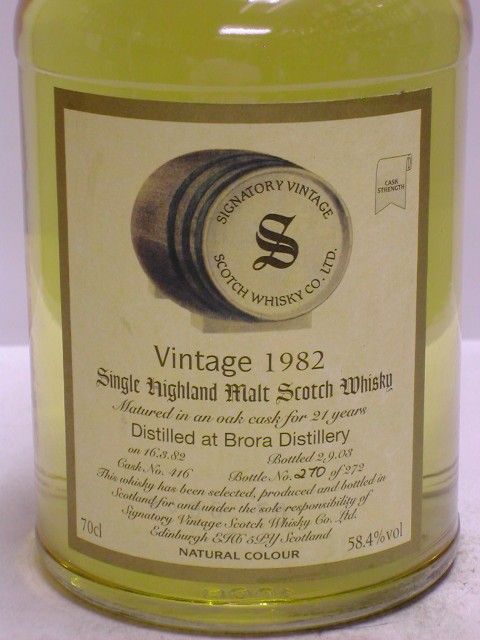 SIGNATORY VINTAGE
S
SCOTCH WHISKY CO. LTD.
CASK
STRENGTH
Vintage 1982
Single Highland Malt Scotch Whisky
Matured in an oak cask for 21 years
Distilled at Brora Distillery
on 16.3.82 Bottled 2.9.03
Cask No. 416 Bottle No. 270 of 272
This whisky has been selected, produced and bottled in
Scotland for and under the sole responsibility of
Signatory Vintage Scotch Whisky Co. Ltd.
Edinburgh EH6 5PY Scotland
70cl 58.4%vol
NATURAL COLOUR